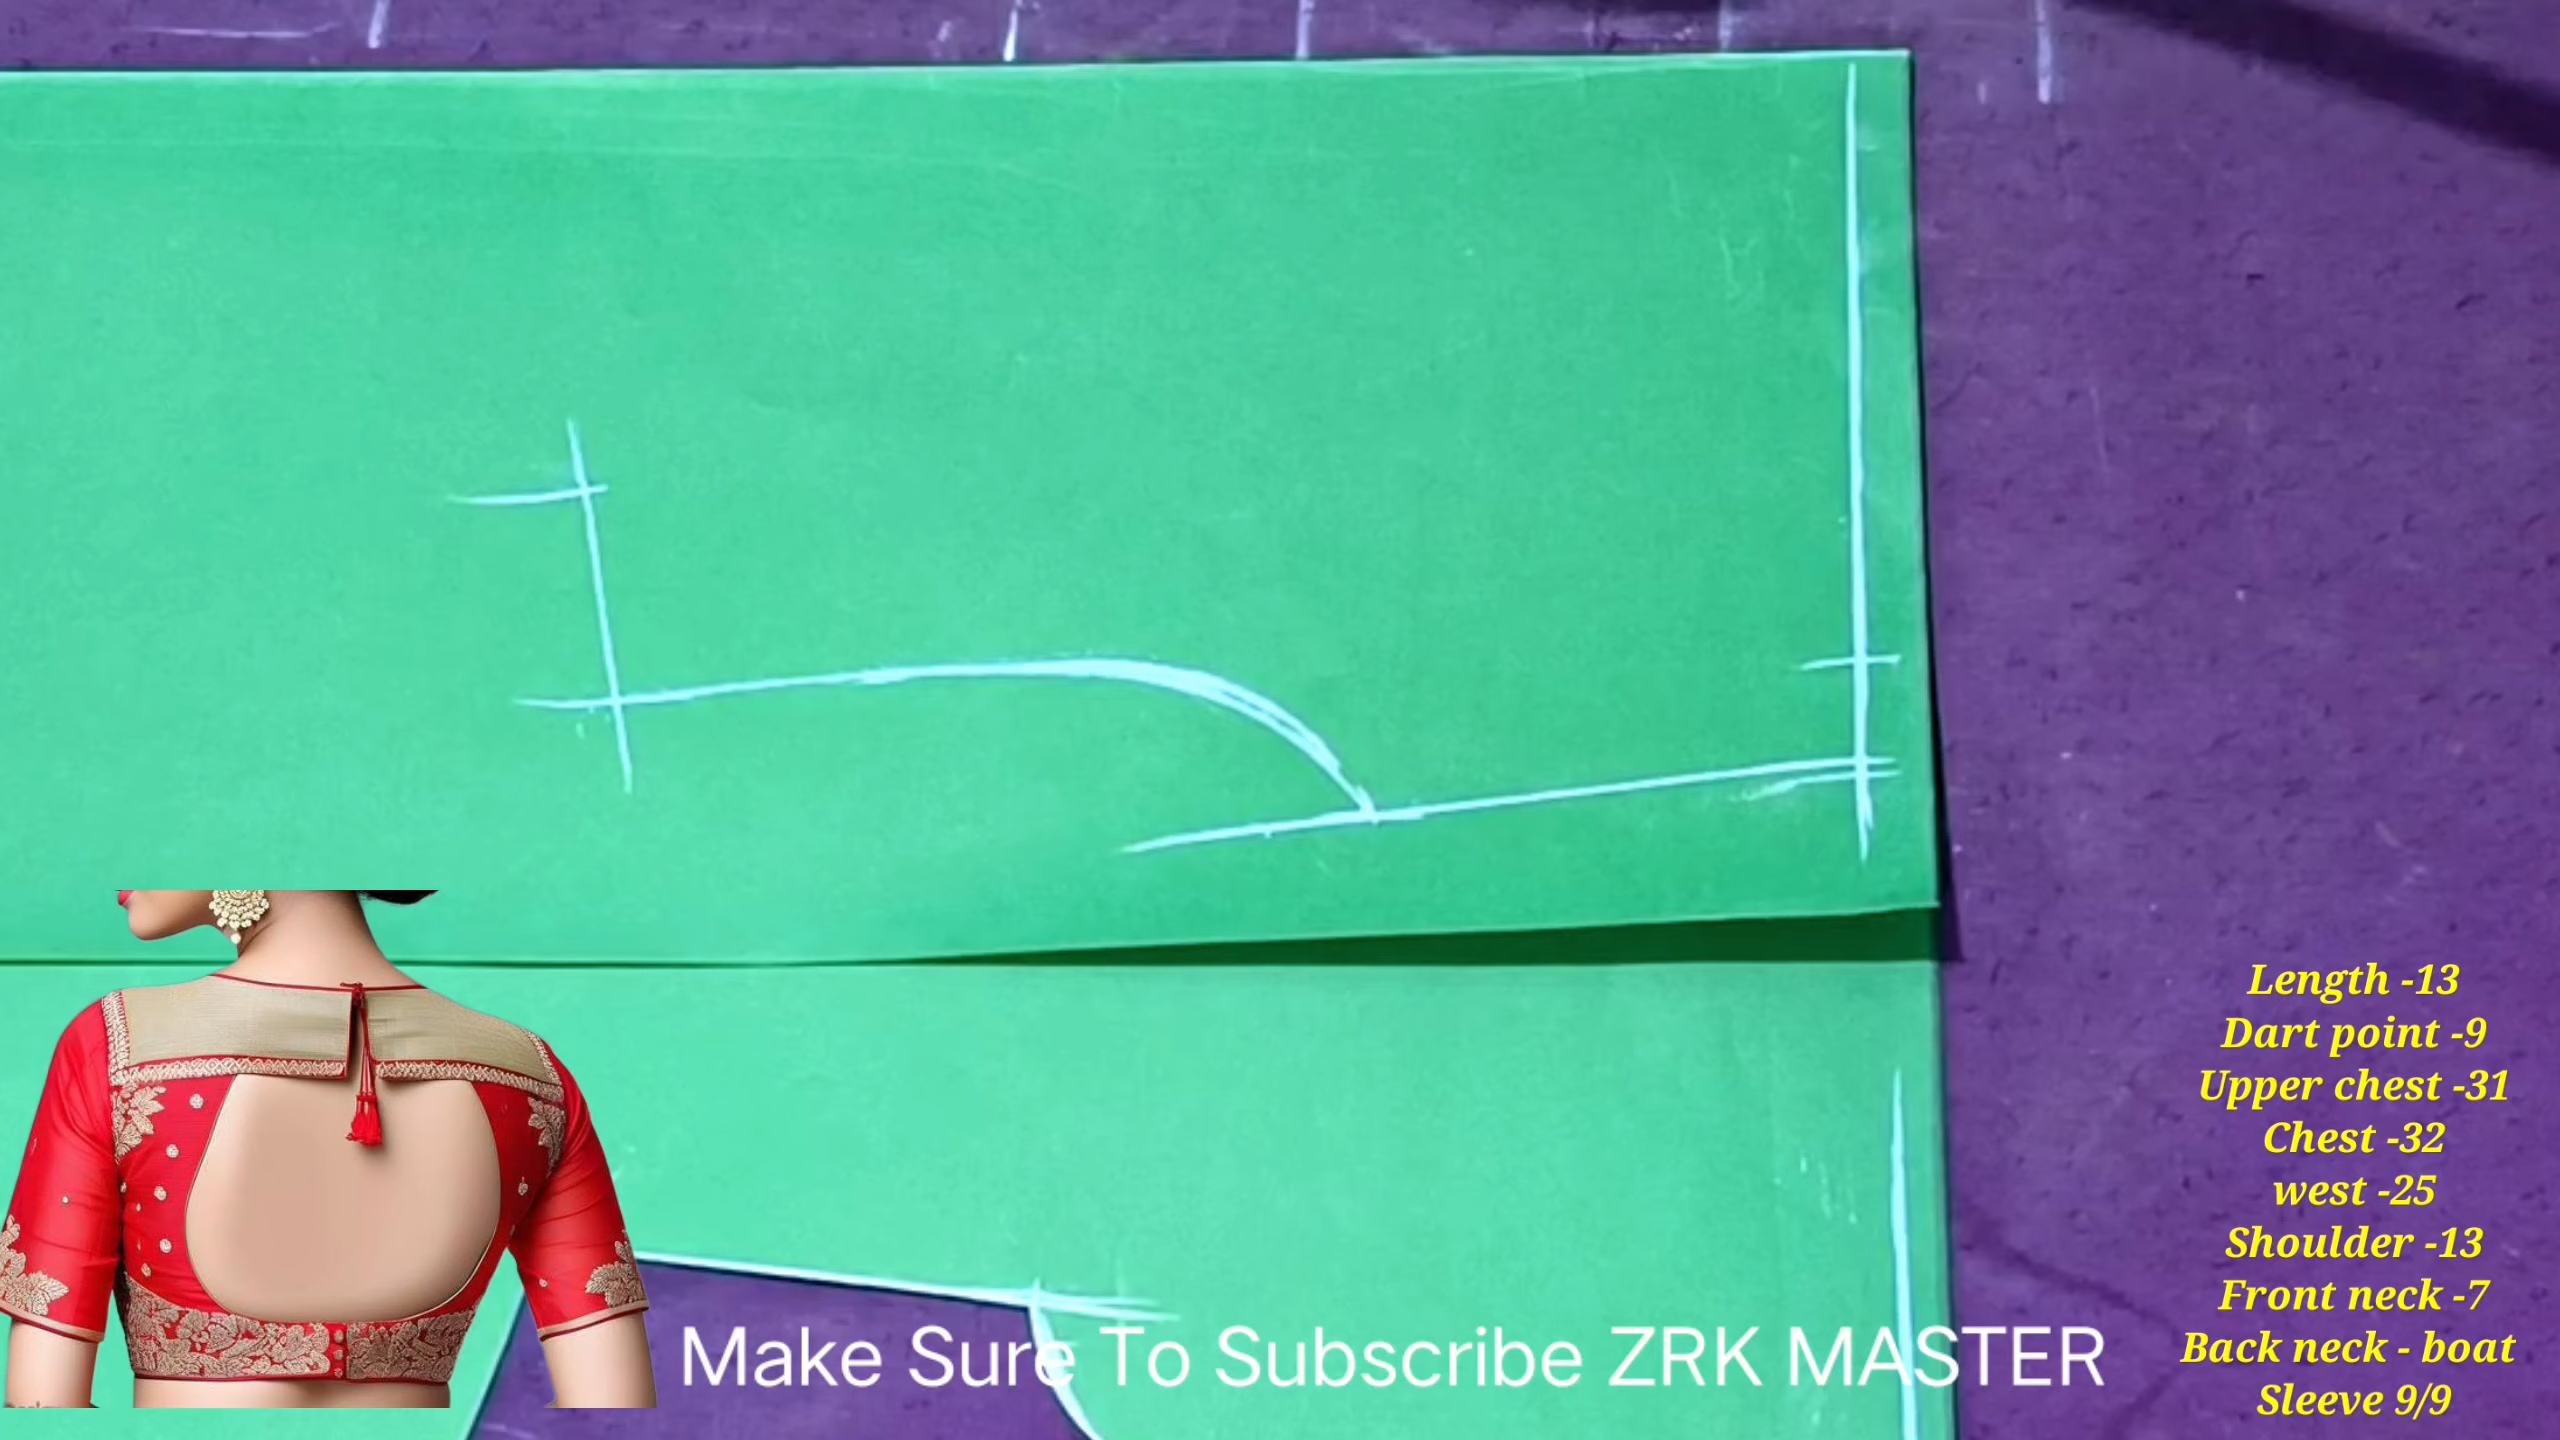 Length -13
Dart point -9
Upper chest -31
Chest -32
west -25
Shoulder -13
Front neck -7
Back neck - boat
Sleeve 9/9
Make Sure To Subscribe ZRK MASTER